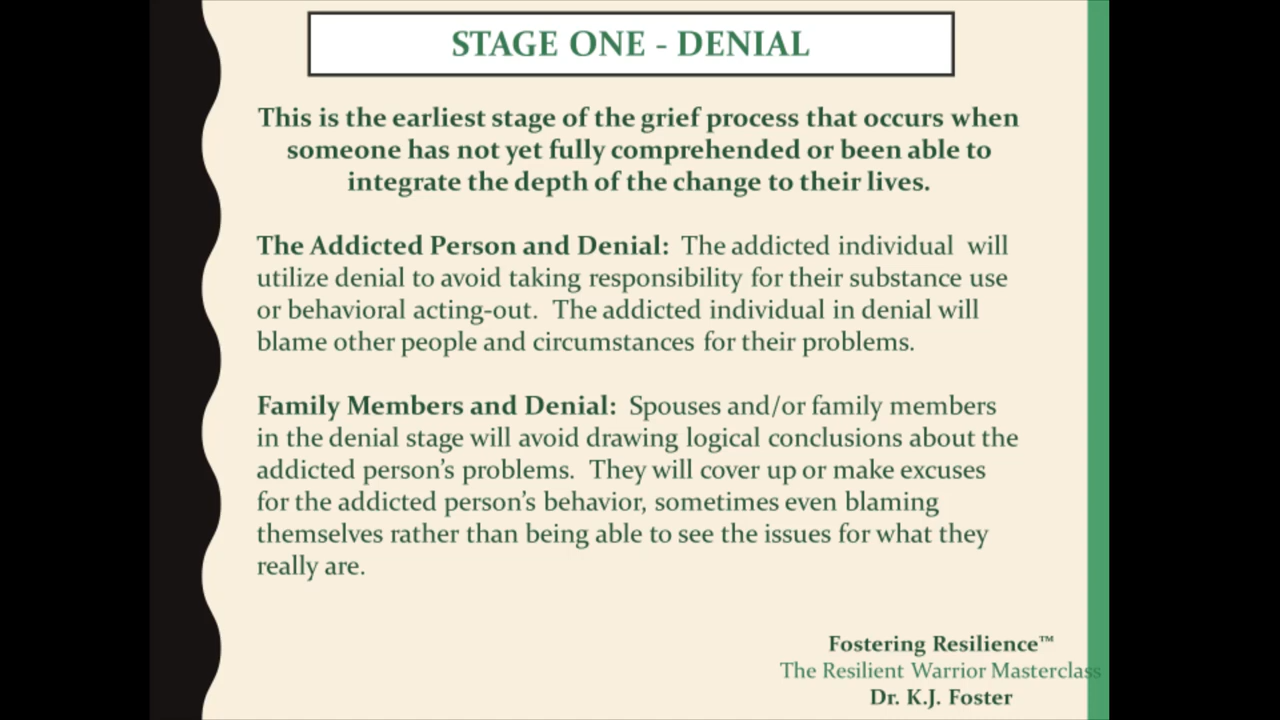 STAGE ONE - DENIAL
This is the earliest stage of the grief process that occurs when
someone has not yet fully comprehended or been able to
integrate the depth of the change to their lives.
The Addicted Person and Denial:  The addicted individual  will
utilize denial to avoid taking responsibility for their substance use
or behavioral acting-out.  The addicted individual in denial will
blame other people and circumstances for their problems.
Family Members and Denial:  Spouses and/or family members
in the denial stage will avoid drawing logical conclusions about the
addicted person’s problems.  They will cover up or make excuses
for the addicted person’s behavior, sometimes even blaming
themselves rather than being able to see the issues for what they
really are.
Fostering Resilience™
The Resilient Warrior Masterclass
Dr. K.J. Foster